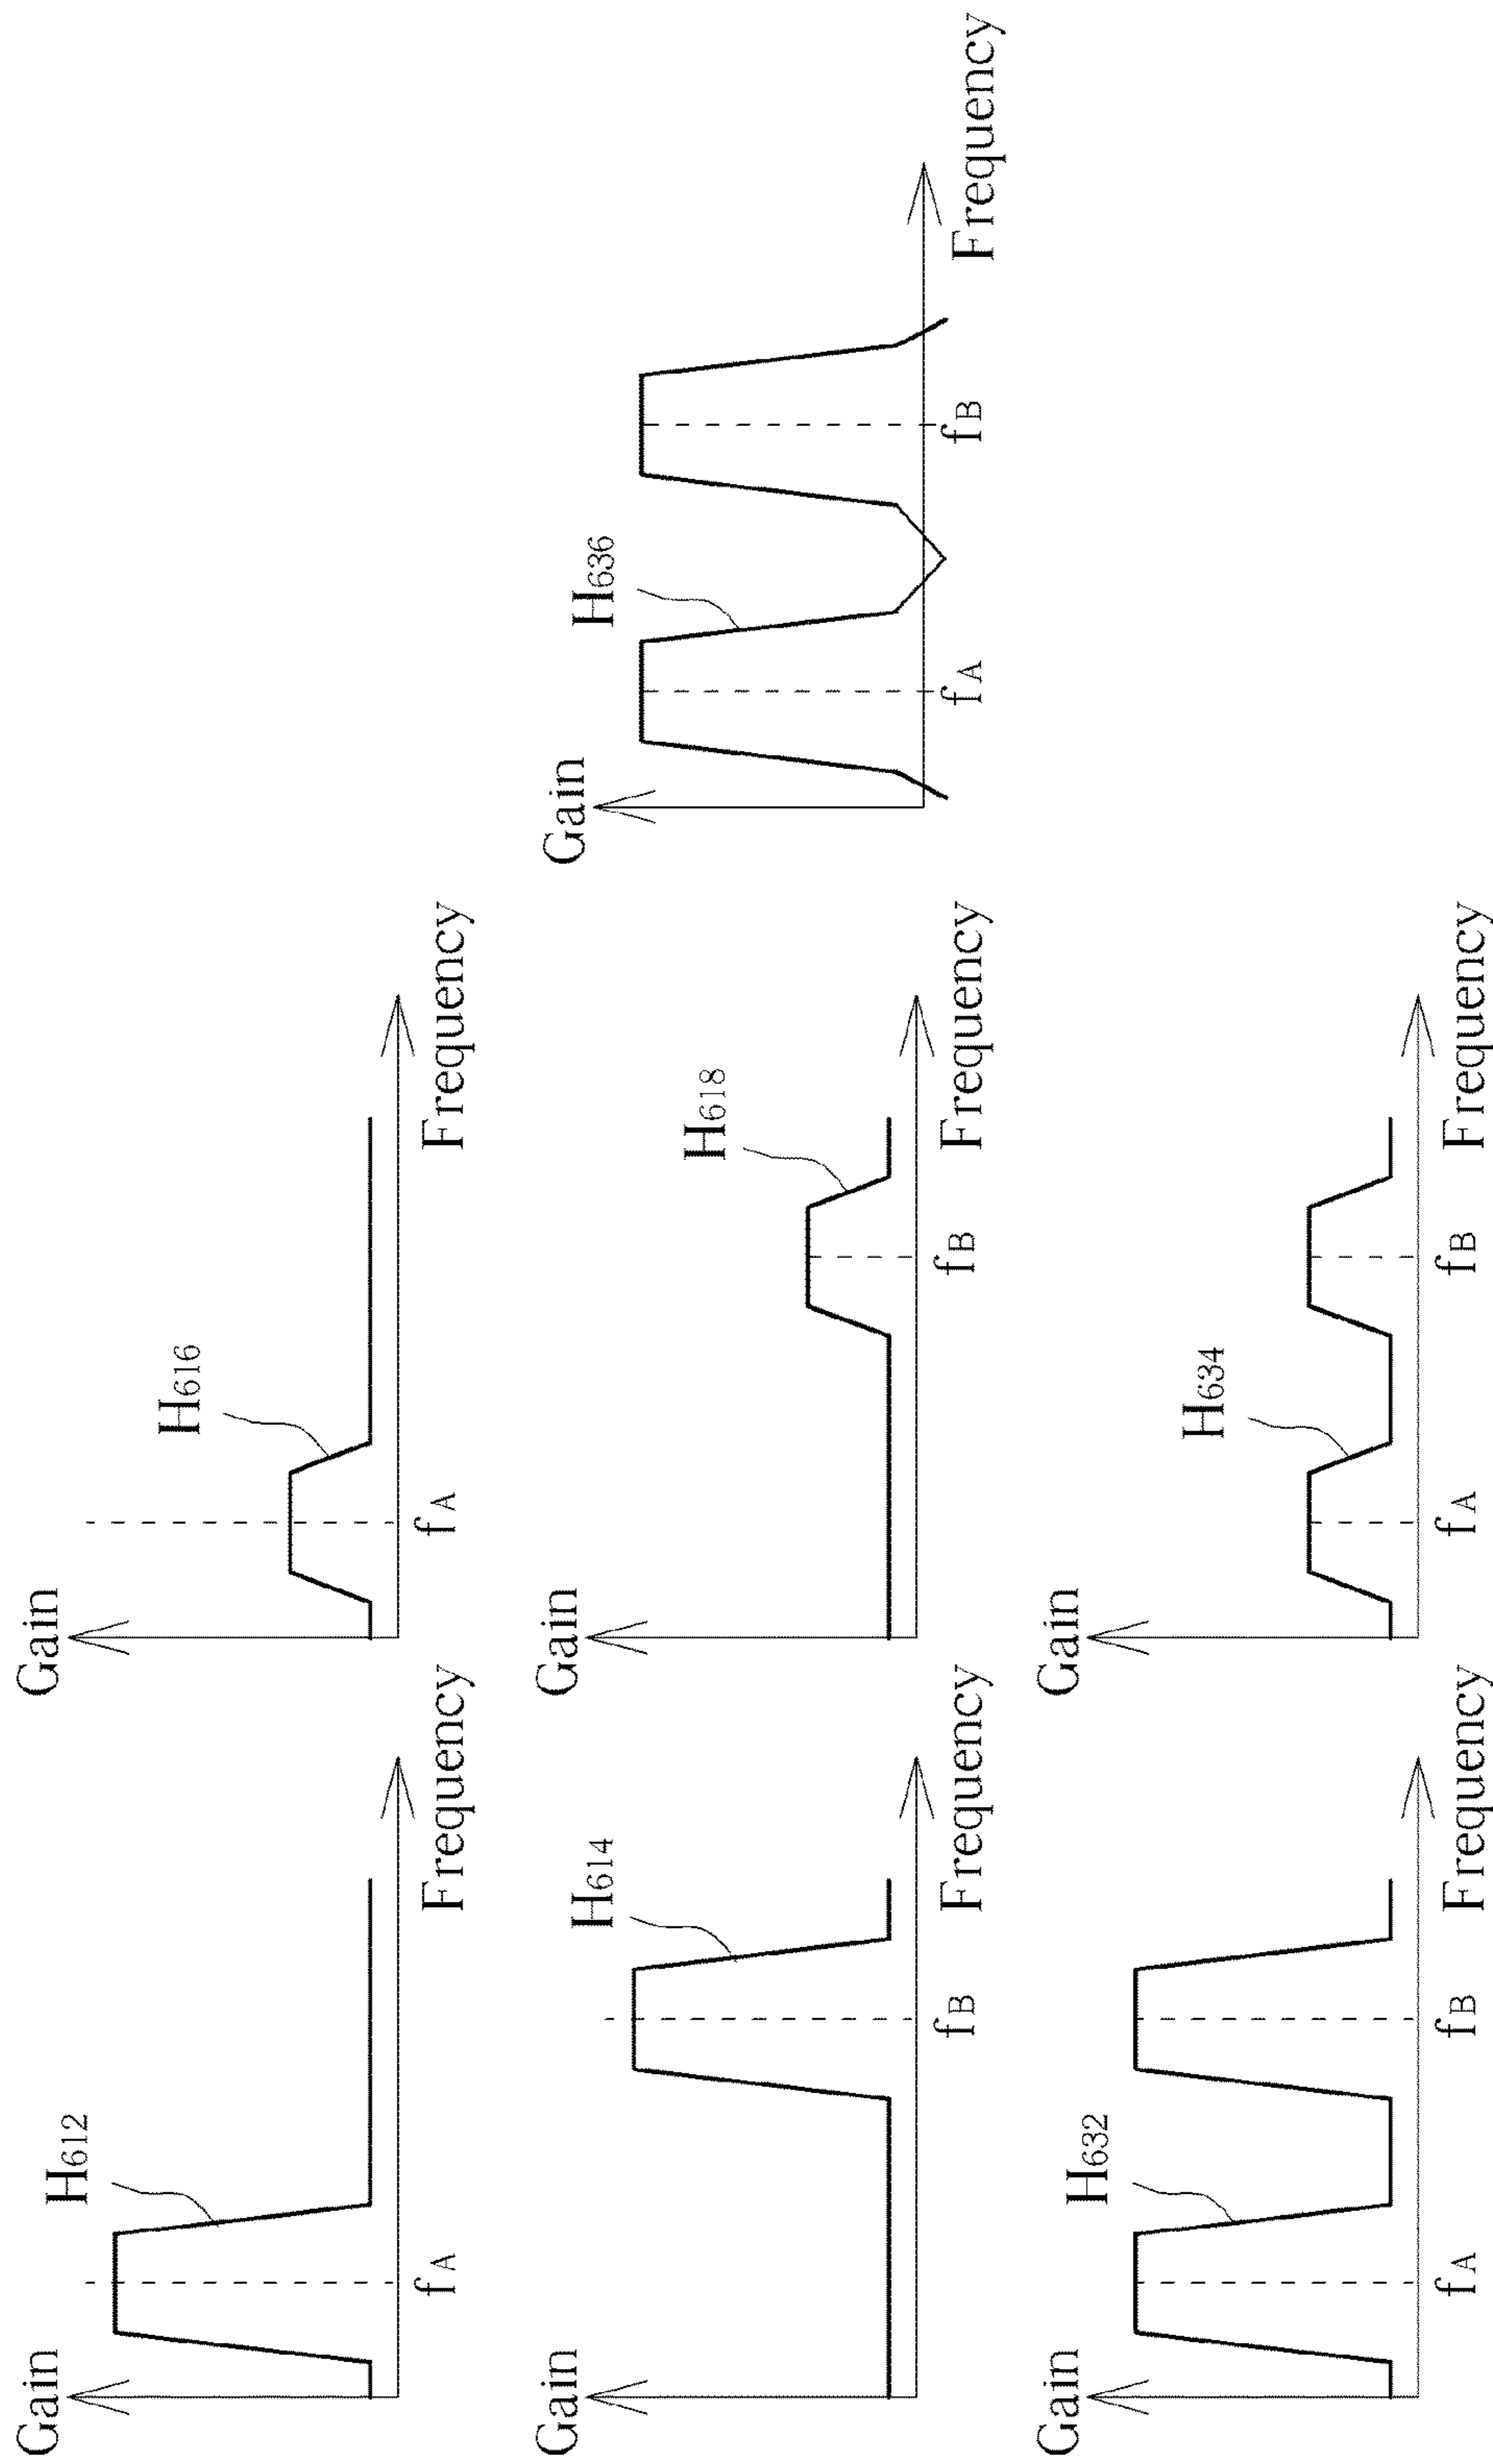 Gain
H612
fA
Frequency
Gain
H616
fA
Frequency
Gain
H614
fB
Frequency
Gain
H618
fB
Frequency
Gain
H636
fA
fB
Frequency
Gain
H632
fA
fB
Frequency
Gain
H634
fA
fB
Frequency